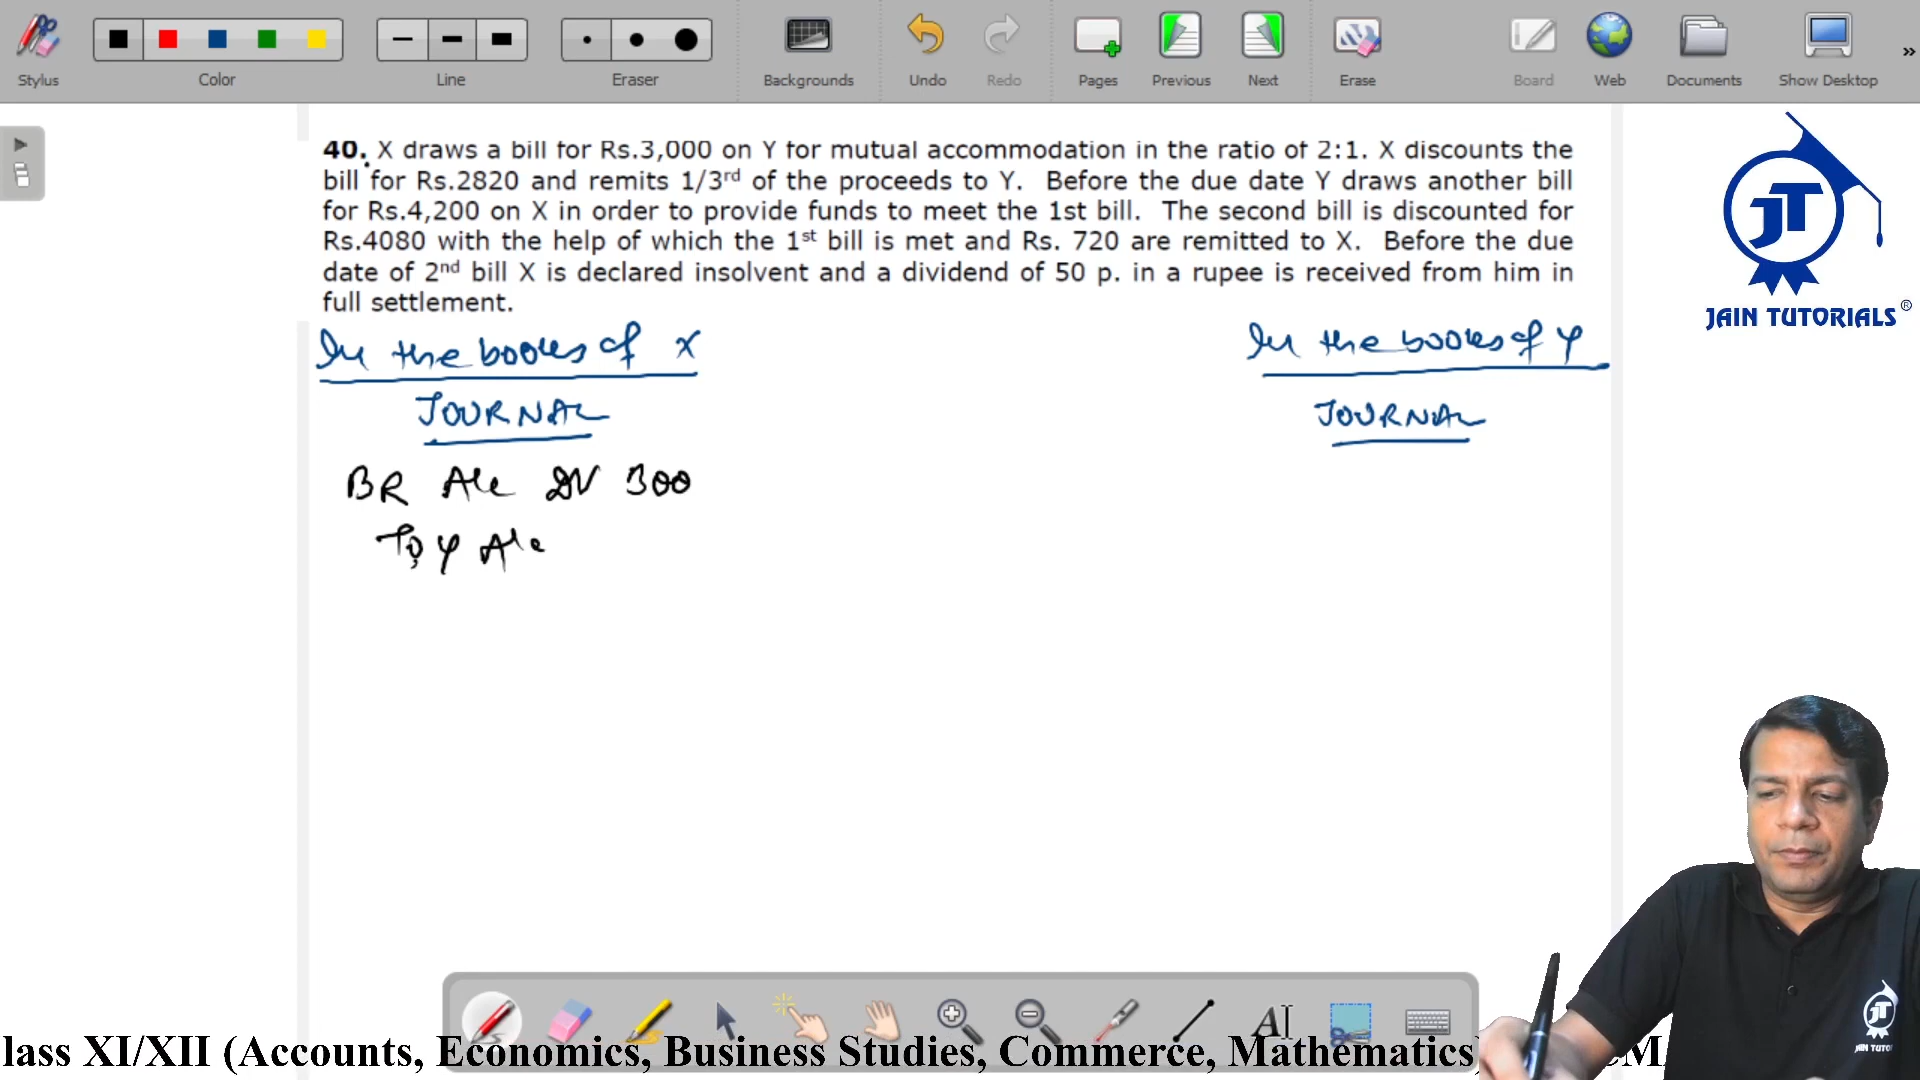 Stylus
Color
Line
Eraser
Backgrounds
Undo
Redo
Pages
Previous
Next
Erase
Board
Web
Documents
Show Desktop
»
40. X draws a bill for Rs.3,000 on Y for mutual accommodation in the ratio of 2:1. X discounts the
bill for Rs.2820 and remits 1/3rd of the proceeds to Y. Before the due date Y draws another bill
for Rs.4,200 on X in order to provide funds to meet the 1st bill. The second bill is discounted for
Rs.4080 with the help of which the 1st bill is met and Rs. 720 are remitted to X. Before the due
date of 2nd bill X is declared insolvent and a dividend of 50 p. in a rupee is received from him in
full settlement.
JT
JAIN TUTORIALS®
In the books of X
In the books of Y
JOURNAL
JOURNAL
BR A/c Dr 300
To Y A/c
AI
JT
JAIN TUTO
lass XI/XII (Accounts, Economics, Business Studies, Commerce, Mathematics)